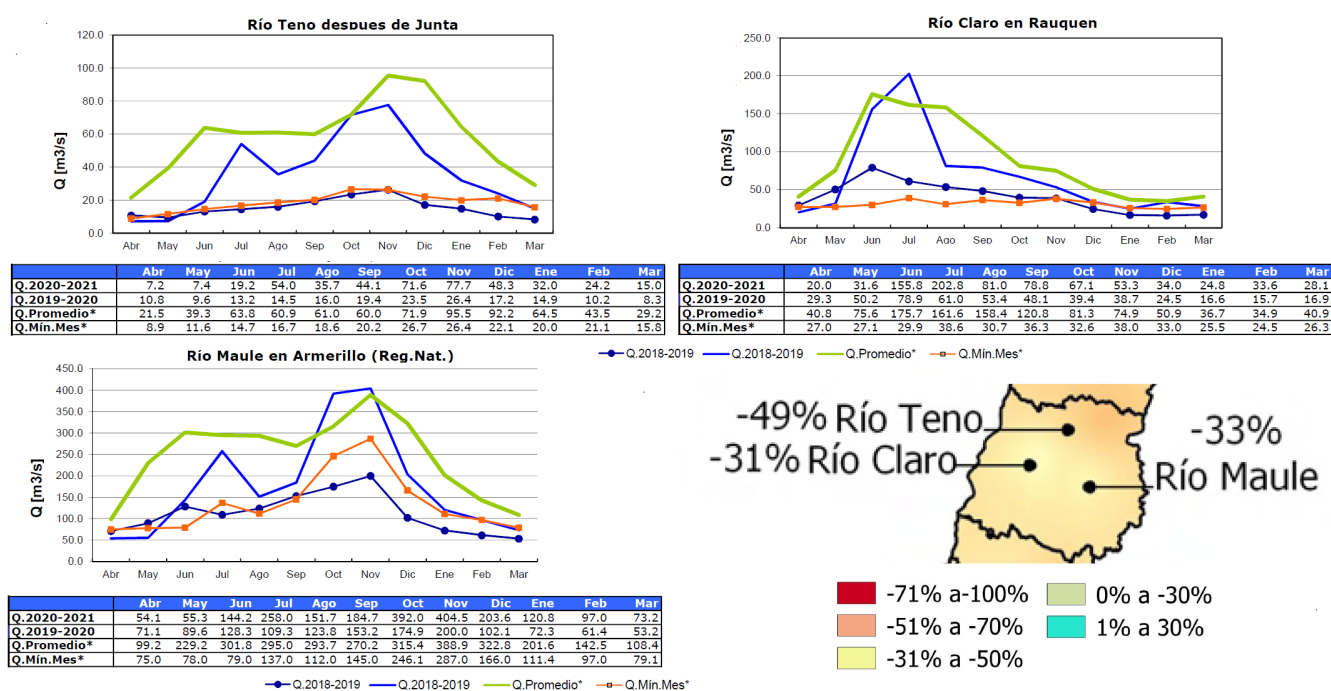 Río Teno despues de Junta
Q [m3/s]
120.0
100.0
80.0
60.0
40.0
20.0
0.0
Abr May Jun Jul Ago Sep Oct Nov Dic Ene Feb Mar
Abr May Jun Jul Ago Sep Oct Nov Dic Ene Feb Mar
Q.2020-2021 7.2 7.4 19.2 54.0 35.7 44.1 71.6 77.7 48.3 32.0 24.2 15.0
Q.2019-2020 10.8 9.6 13.2 14.5 16.0 19.4 23.5 26.4 17.2 14.9 10.2 8.3
Q.Promedio* 21.5 39.3 63.8 60.9 61.0 60.0 71.9 95.5 92.2 64.5 43.5 29.2
Q.Mín.Mes* 8.9 11.6 14.7 16.7 18.6 20.2 26.7 26.4 22.1 20.0 21.1 15.8
Río Claro en Rauquen
Q [m3/s]
250.0
200.0
150.0
100.0
50.0
0.0
Abr May Jun Jul Ago Sep Oct Nov Dic Ene Feb Mar
Abr May Jun Jul Ago Sep Oct Nov Dic Ene Feb Mar
Q.2020-2021 20.0 31.6 155.8 202.8 81.0 78.8 67.1 53.3 34.0 24.8 33.6 28.1
Q.2019-2020 29.3 50.2 78.9 61.0 53.4 48.1 39.4 38.7 24.5 16.6 15.7 16.9
Q.Promedio* 40.8 75.6 175.7 161.6 158.4 120.8 81.3 74.9 50.9 36.7 34.9 40.9
Q.Mín.Mes* 27.0 27.1 29.9 38.6 30.7 36.3 32.6 38.0 33.0 25.5 24.5 26.3
Q.2018-2019 Q.2018-2019 Q.Promedio* Q.Mín.Mes*
Río Maule en Armerillo (Reg.Nat.)
Q [m3/s]
450.0
400.0
350.0
300.0
250.0
200.0
150.0
100.0
50.0
0.0
Abr May Jun Jul Ago Sep Oct Nov Dic Ene Feb Mar
Abr May Jun Jul Ago Sep Oct Nov Dic Ene Feb Mar
Q.2020-2021 54.1 55.3 144.2 258.0 151.7 184.7 392.0 404.5 203.6 120.8 97.0 73.2
Q.2019-2020 71.1 89.6 128.3 109.3 123.8 153.2 174.9 200.0 102.1 72.3 61.4 53.2
Q.Promedio* 99.2 229.2 301.8 295.0 293.7 270.2 315.4 388.9 322.8 201.6 142.5 108.4
Q.Mín.Mes* 75.0 78.0 79.0 137.0 112.0 145.0 246.1 287.0 166.0 111.4 97.0 79.1
Q.2018-2019 Q.2018-2019 Q.Promedio* Q.Mín.Mes*
-49% Río Teno
-31% Río Claro
-33%
Río Maule
-71% a-100%
0% a -30%
-51% a -70%
1% a 30%
-31% a -50%